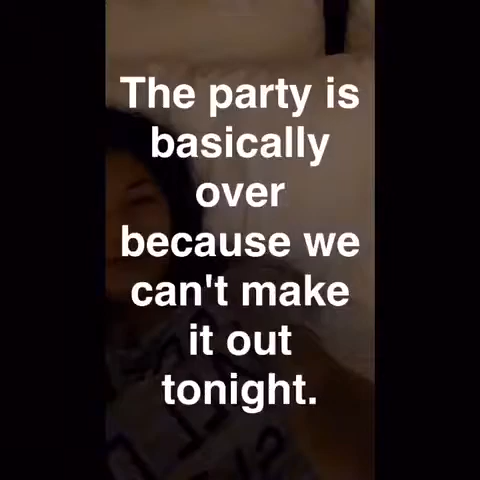 The party is
basically
over
because we
can't make
it out
tonight.